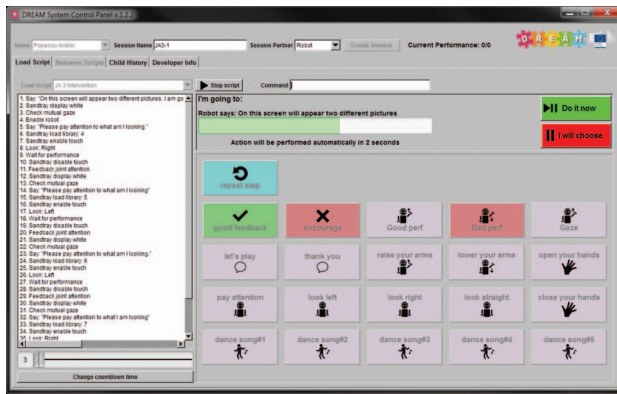 DREAM System Control Panel v.1.2.2
Name Popescu Andrei Session Name JA3-1 Session Partner Robot Create Session Current Performance: 0/0 DREAM
Load Script Between Scripts Child History Developer Info
Load script JA 3 Intervention Stop script Command
1. Say: "On this screen will appear two different pictures. I am go
2. Sandtray display white
3. Check mutual gaze
4. Enable robot
5. Say: "Please pay attention to what am I looking."
6. Sandtray load library: 4
7. Sandtray enable touch
8. Look: Right
9. Wait for performance
10. Sandtray disable touch
11. Feedback joint attention
12. Sandtray display white
13. Check mutual gaze
14. Say: "Please pay attention to what am I looking"
15. Sandtray load library: 5
16. Sandtray enable touch
17. Look: Left
18. Wait for performance
19. Sandtray disable touch
20. Feedback joint attention
21. Sandtray display white
22. Check mutual gaze
23. Say: "Please pay attention to what am I looking."
24. Sandtray load library: 6
25. Sandtray enable touch
26. Look: Left
27. Wait for performance
28. Sandtray disable touch
29. Feedback joint attention
30. Sandtray display white
31. Check mutual gaze
32. Say: "Please pay attention to what I am looking"
33. Sandtray load library: 7
34. Sandtray enable touch
35. Look: Right
3
Change countdown time
I'm going to:
Robot says: On this screen will appear two different pictures
Action will be performed automatically in 2 seconds
Do it now
I will choose
repeat step
good feedback encourage Good perf Bad perf Gaze
let's play thank you raise your arms lower your arms open your hands
pay attention look left look right look straight close your hands
dance song#1 dance song#2 dance song#3 dance song#4 dance song#5